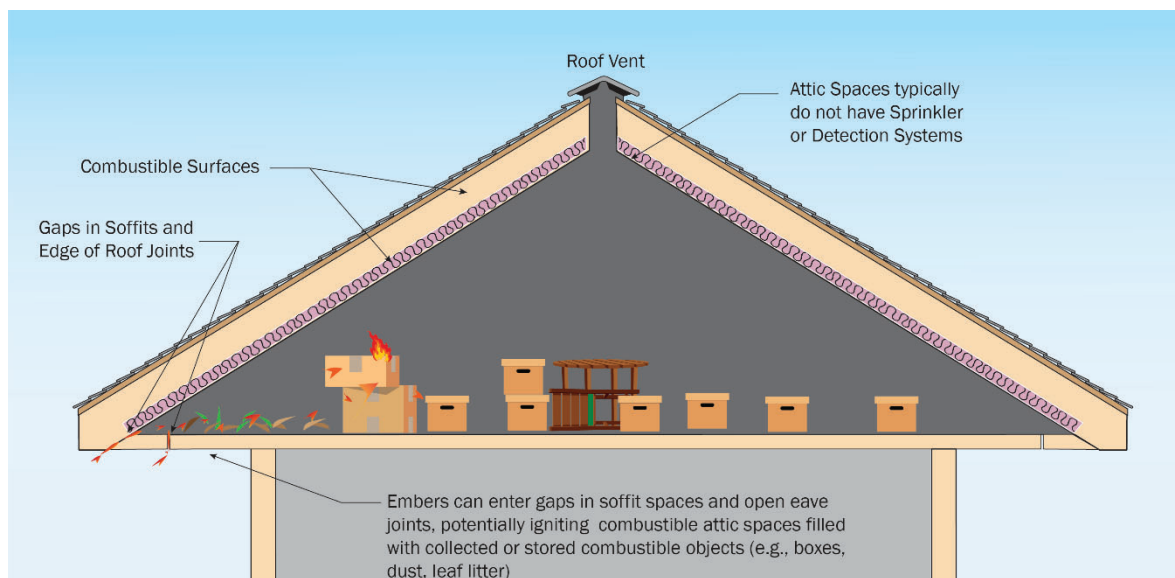 Roof Vent
Attic Spaces typically
do not have Sprinkler
or Detection Systems
Combustible Surfaces
Gaps in Soffits and
Edge of Roof Joints
Embers can enter gaps in soffit spaces and open eave
joints, potentially igniting combustible attic spaces filled
with collected or stored combustible objects (e.g., boxes,
dust, leaf litter)